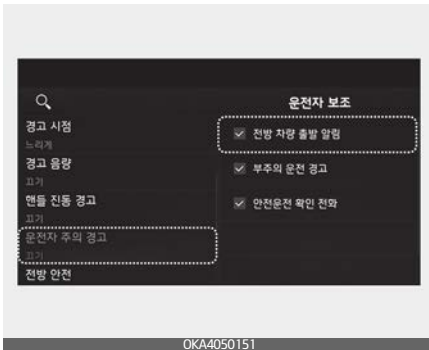 운전자 보조
경고 시점
느리게
경고 음량
끄기
핸들 진동 경고
끄기
운전자 주의 경고
끄기
전방 안전
전방 차량 출발 알림
부주의 운전 경고
안전운전 확인 전화
OKA4050151